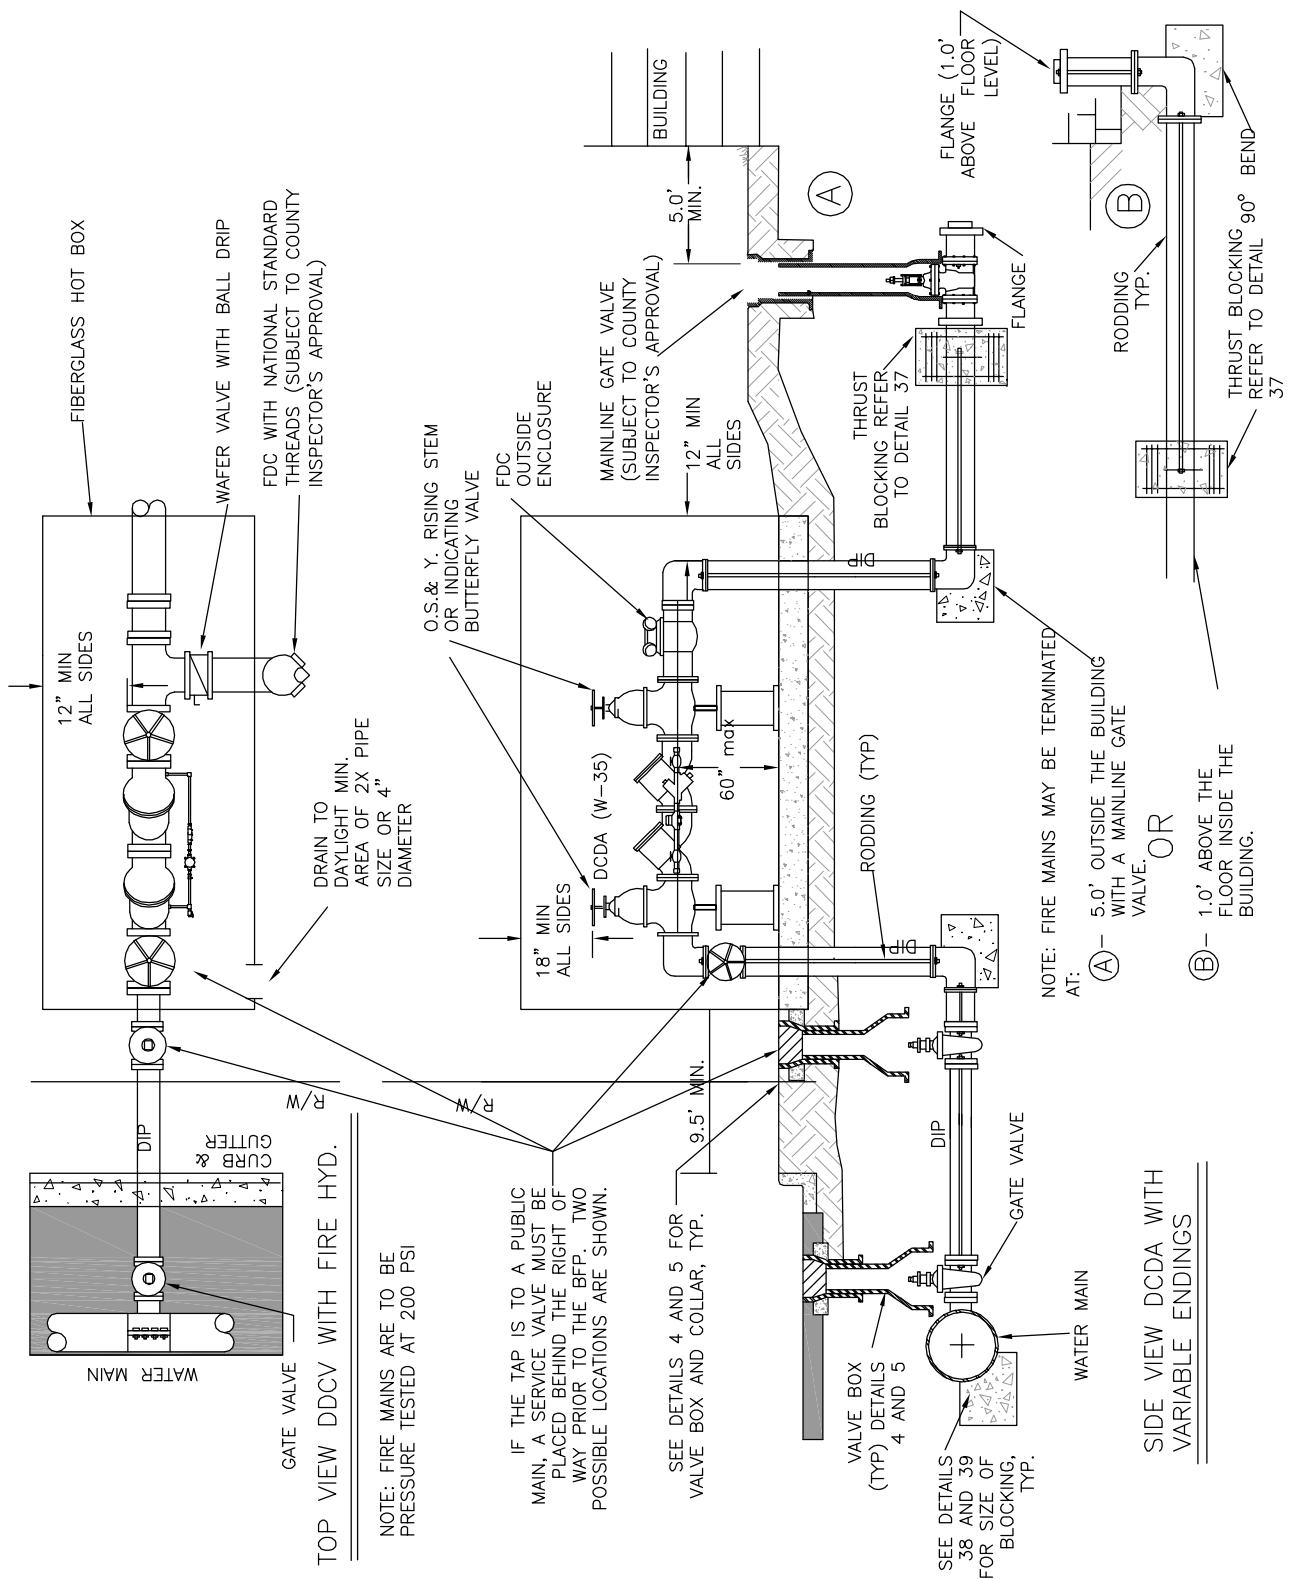 FIBERGLASS HOT BOX
WAFER VALVE WITH BALL DRIP
FDC WITH NATIONAL STANDARD
THREADS (SUBJECT TO COUNTY
INSPECTOR'S APPROVAL)
12" MIN
ALL SIDES
DRAIN TO
DAYLIGHT MIN.
AREA OF 2X PIPE
SIZE OR 4"
DIAMETER
R/W
DIP
CURB &
GUTTER
WATER MAIN
GATE VALVE
TOP VIEW DDCV WITH FIRE HYD.
NOTE: FIRE MAINS ARE TO BE
PRESSURE TESTED AT 200 PSI
BUILDING
5.0'
MIN.
A
MAINLINE GATE VALVE
(SUBJECT TO COUNTY
INSPECTOR'S APPROVAL)
12" MIN
ALL
SIDES
FDC
OUTSIDE
ENCLOSURE
O.S.& Y. RISING STEM
OR INDICATING
BUTTERFLY VALVE
DCDA (W-35)
18" MIN
ALL SIDES
60" max
RODDING (TYP)
DIP
DIP
R/W
9.5' MIN.
IF THE TAP IS TO A PUBLIC
MAIN, A SERVICE VALVE MUST BE
PLACED BEHIND THE RIGHT OF
WAY PRIOR TO THE BFP. TWO
POSSIBLE LOCATIONS ARE SHOWN.
SEE DETAILS 4 AND 5 FOR
VALVE BOX AND COLLAR, TYP.
VALVE BOX
(TYP) DETAILS
4 AND 5
DIP
GATE VALVE
WATER MAIN
SEE DETAILS
38 AND 39
FOR SIZE OF
BLOCKING,
TYP.
THRUST
BLOCKING REFER
TO DETAIL 37
FLANGE
FLANGE (1.0'
ABOVE FLOOR
LEVEL)
B
RODDING
TYP.
90° BEND
THRUST BLOCKING
REFER TO DETAIL
37
NOTE: FIRE MAINS MAY BE TERMINATED
AT:
A - 5.0' OUTSIDE THE BUILDING
WITH A MAINLINE GATE
VALVE.
OR
B - 1.0' ABOVE THE
FLOOR INSIDE THE
BUILDING.
SIDE VIEW DCDA WITH
VARIABLE ENDINGS